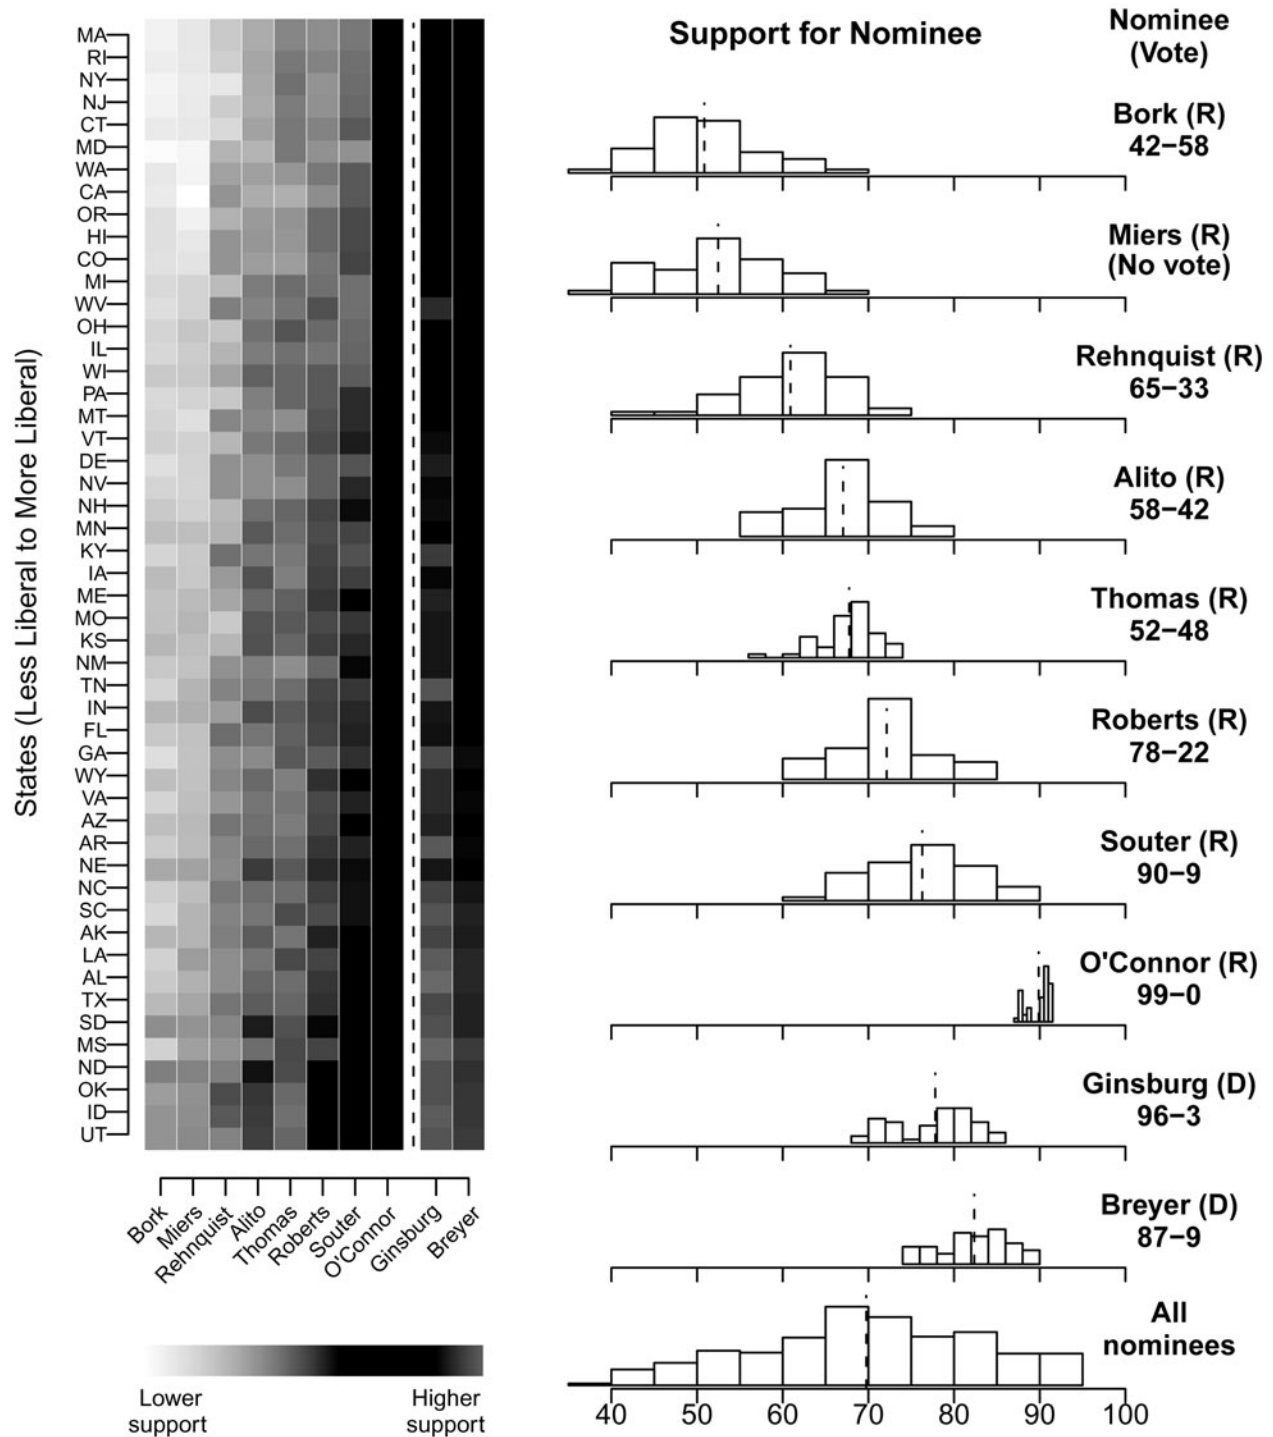 States (Less Liberal to More Liberal)
MA
RI
NY
NJ
CT
MD
WA
CA
OR
HI
CO
MI
WV
OH
IL
WI
PA
MT
VT
DE
NV
NH
MN
KY
IA
ME
MO
KS
NM
TN
IN
FL
GA
WY
VA
AZ
AR
NE
NC
SC
AK
LA
AL
TX
SD
MS
ND
OK
ID
UT
Bork
Miers
Rehnquist
Alito
Thomas
Roberts
Souter
O'Connor
Ginsburg
Breyer
Lower
support
Higher
support
Support for Nominee
Nominee
(Vote)
Bork (R)
42−58
Miers (R)
(No vote)
Rehnquist (R)
65−33
Alito (R)
58−42
Thomas (R)
52−48
Roberts (R)
78−22
Souter (R)
90−9
O'Connor (R)
99−0
Ginsburg (D)
96−3
Breyer (D)
87−9
All
nominees
40 50 60 70 80 90 100